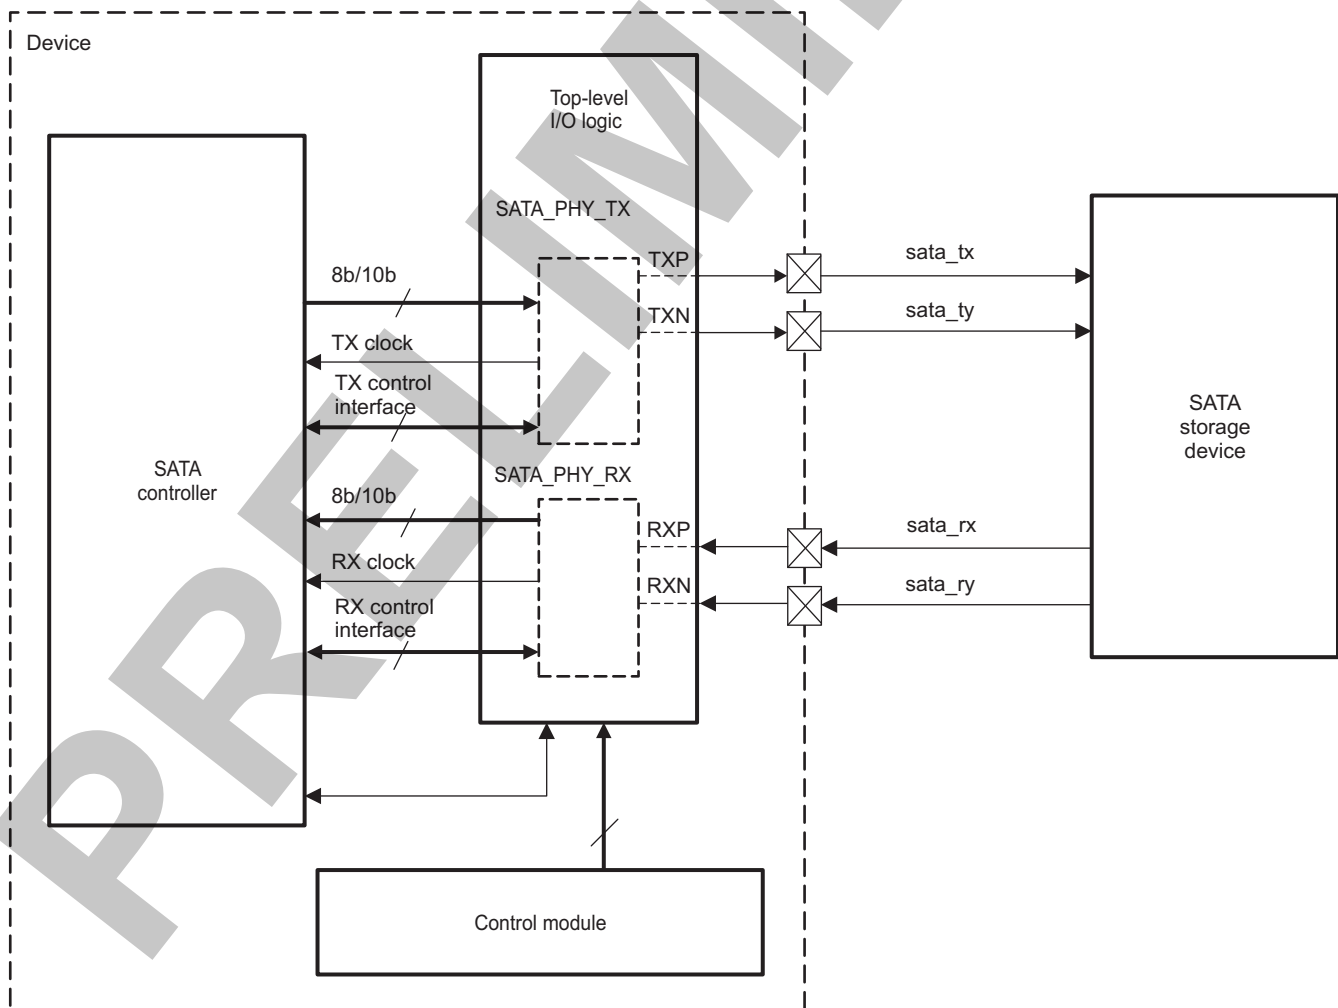 Device
Top-level
I/O logic
SATA_PHY_TX
TXP
TXN
8b/10b
TX clock
TX control
interface
SATA
controller
SATA_PHY_RX
8b/10b
RX clock
RX control
interface
RXP
RXN
sata_tx
sata_ty
sata_rx
sata_ry
SATA
storage
device
Control module
PRELIMI